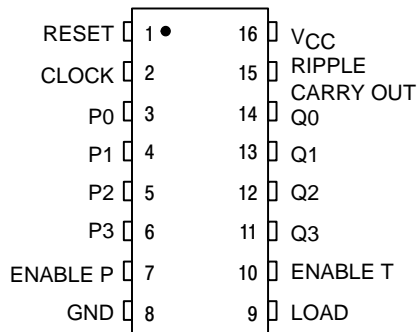 RESET 1 16 VCC
CLOCK 2 15 RIPPLE
CARRY OUT
P0 3 14 Q0
P1 4 13 Q1
P2 5 12 Q2
P3 6 11 Q3
ENABLE P 7 10 ENABLE T
GND 8 9 LOAD